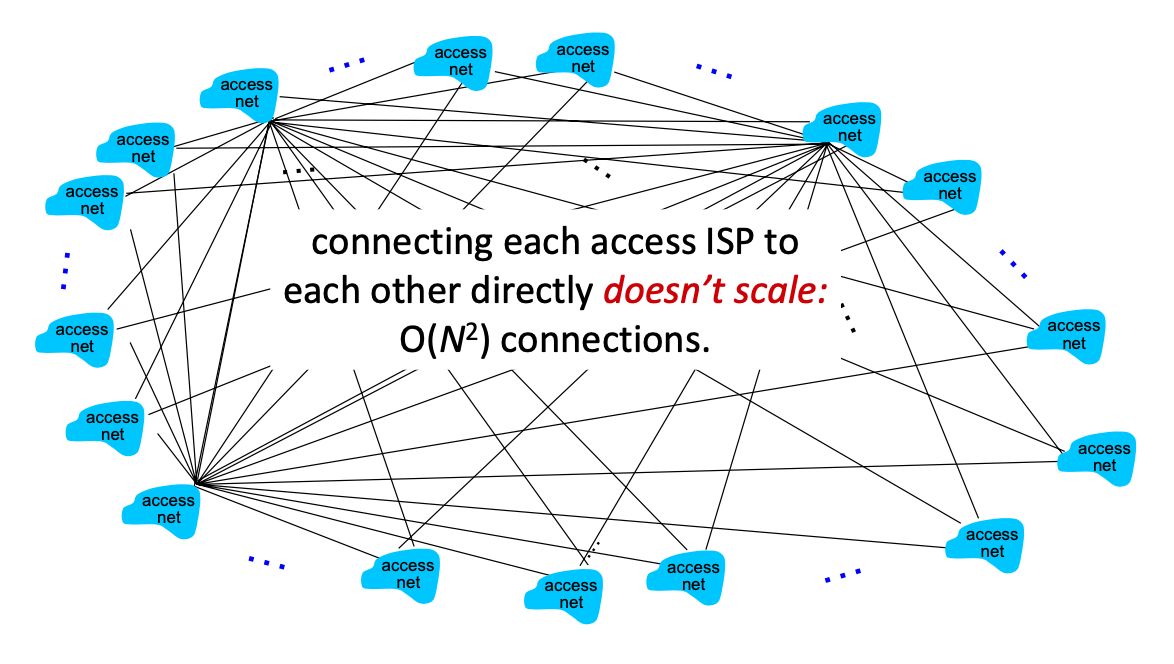 access
net
access
net
access
net
access
net
access
net
access
net
access
net
connecting each access ISP to
each other directly doesn’t scale:
O(N²) connections.
access
net
access
net
access
net
access
net
access
net
access
net
access
net
access
net
access
net